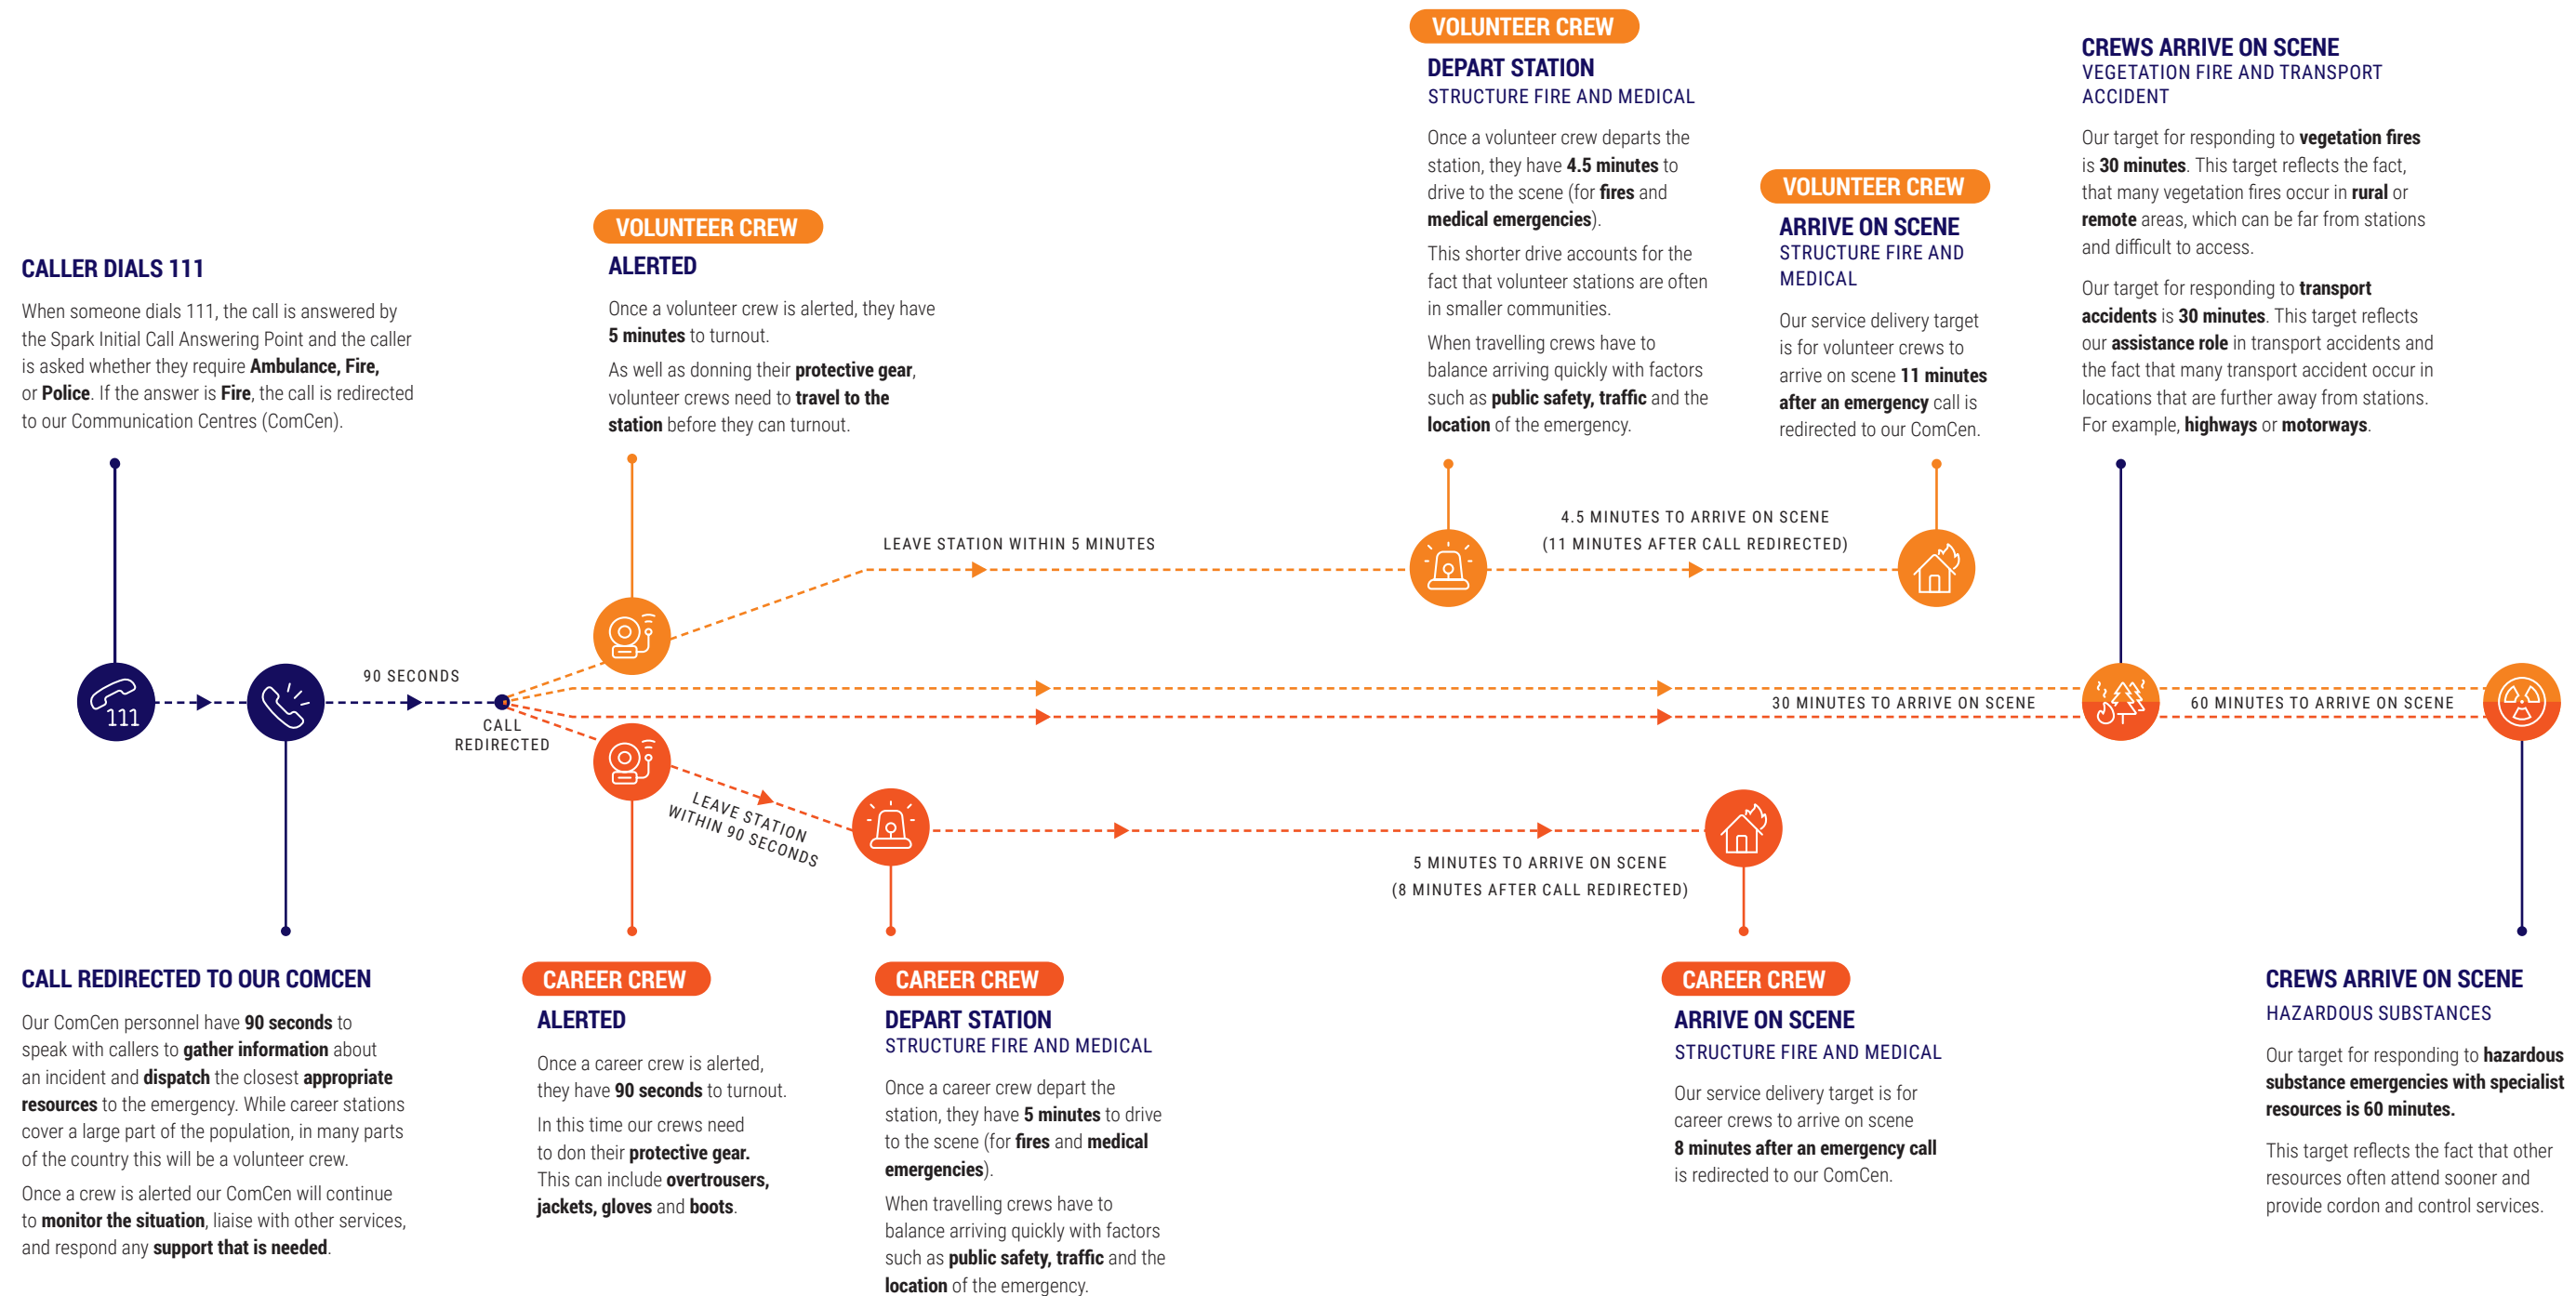 CALLER DIALS 111
When someone dials 111, the call is answered by
the Spark Initial Call Answering Point and the caller
is asked whether they require Ambulance, Fire,
or Police. If the answer is Fire, the call is redirected
to our Communication Centres (ComCen).
VOLUNTEER CREW
ALERTED
Once a volunteer crew is alerted, they have
5 minutes to turnout.
As well as donning their protective gear,
volunteer crews need to travel to the
station before they can turnout.
VOLUNTEER CREW
DEPART STATION
STRUCTURE FIRE AND MEDICAL
Once a volunteer crew departs the
station, they have 4.5 minutes to
drive to the scene (for fires and
medical emergencies).
This shorter drive accounts for the
fact that volunteer stations are often
in smaller communities.
When travelling crews have to
balance arriving quickly with factors
such as public safety, traffic and the
location of the emergency.
VOLUNTEER CREW
ARRIVE ON SCENE
STRUCTURE FIRE AND
MEDICAL
Our service delivery target
is for volunteer crews to
arrive on scene 11 minutes
after an emergency call is
redirected to our ComCen.
CREWS ARRIVE ON SCENE
VEGETATION FIRE AND TRANSPORT
ACCIDENT
Our target for responding to vegetation fires
is 30 minutes. This target reflects the fact,
that many vegetation fires occur in rural or
remote areas, which can be far from stations
and difficult to access.
Our target for responding to transport
accidents is 30 minutes. This target reflects
our assistance role in transport accidents and
the fact that many transport accident occur in
locations that are further away from stations.
For example, highways or motorways.
LEAVE STATION WITHIN 5 MINUTES
4.5 MINUTES TO ARRIVE ON SCENE
(11 MINUTES AFTER CALL REDIRECTED)
111
90 SECONDS
CALL
REDIRECTED
30 MINUTES TO ARRIVE ON SCENE
60 MINUTES TO ARRIVE ON SCENE
LEAVE STATION
WITHIN 90 SECONDS
5 MINUTES TO ARRIVE ON SCENE
(8 MINUTES AFTER CALL REDIRECTED)
CALL REDIRECTED TO OUR COMCEN
Our ComCen personnel have 90 seconds to
speak with callers to gather information about
an incident and dispatch the closest appropriate
resources to the emergency. While career stations
cover a large part of the population, in many parts
of the country this will be a volunteer crew.
Once a crew is alerted our ComCen will continue
to monitor the situation, liaise with other services,
and respond any support that is needed.
CAREER CREW
ALERTED
Once a career crew is alerted,
they have 90 seconds to turnout.
In this time our crews need
to don their protective gear.
This can include overtrousers,
jackets, gloves and boots.
CAREER CREW
DEPART STATION
STRUCTURE FIRE AND MEDICAL
Once a career crew depart the
station, they have 5 minutes to drive
to the scene (for fires and medical
emergencies).
When travelling crews have to
balance arriving quickly with factors
such as public safety, traffic and the
location of the emergency.
CAREER CREW
ARRIVE ON SCENE
STRUCTURE FIRE AND MEDICAL
Our service delivery target is for
career crews to arrive on scene
8 minutes after an emergency call
is redirected to our ComCen.
CREWS ARRIVE ON SCENE
HAZARDOUS SUBSTANCES
Our target for responding to hazardous
substance emergencies with specialist
resources is 60 minutes.
This target reflects the fact that other
resources often attend sooner and
provide cordon and control services.